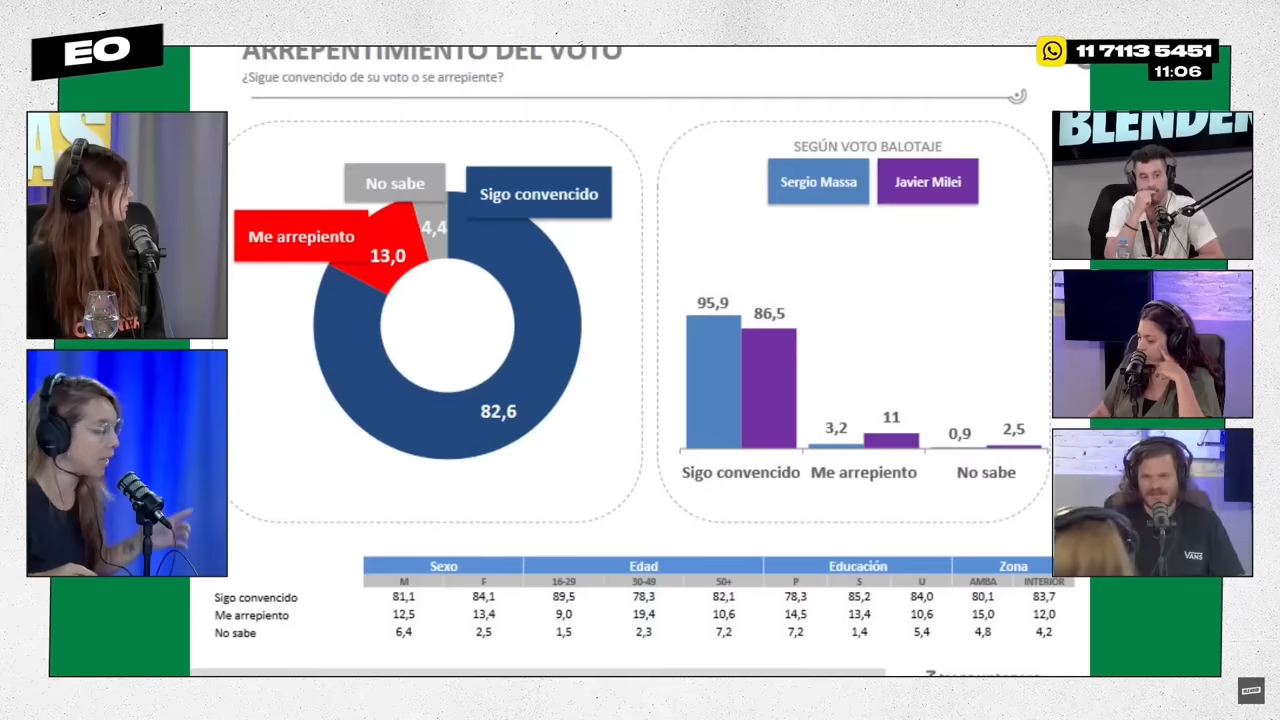 EO
ARREPENTIMIENTO DEL VOTO
¿Sigue convencido de su voto o se arrepiente?
11 7113 5451
11:06
AS
BLENDER
No sabe
Sigo convencido
Me arrepiento
4,4
13,0
82,6
SEGÚN VOTO BALOTAJE
Sergio Massa Javier Milei
95,9 86,5 3,2 11 0,9 2,5
Sigo convencido Me arrepiento No sabe
VANS
Sexo Edad Educación Zona
M F 16-29 30-49 50+ P S U AMBA INTERIOR
Sigo convencido 81,1 84,1 89,5 78,3 82,1 78,3 85,2 84,0 80,1 83,7
Me arrepiento 12,5 13,4 9,0 19,4 10,6 14,5 13,4 10,6 15,0 12,0
No sabe 6,4 2,5 1,5 2,3 7,2 7,2 1,4 5,4 4,8 4,2
BLENDER